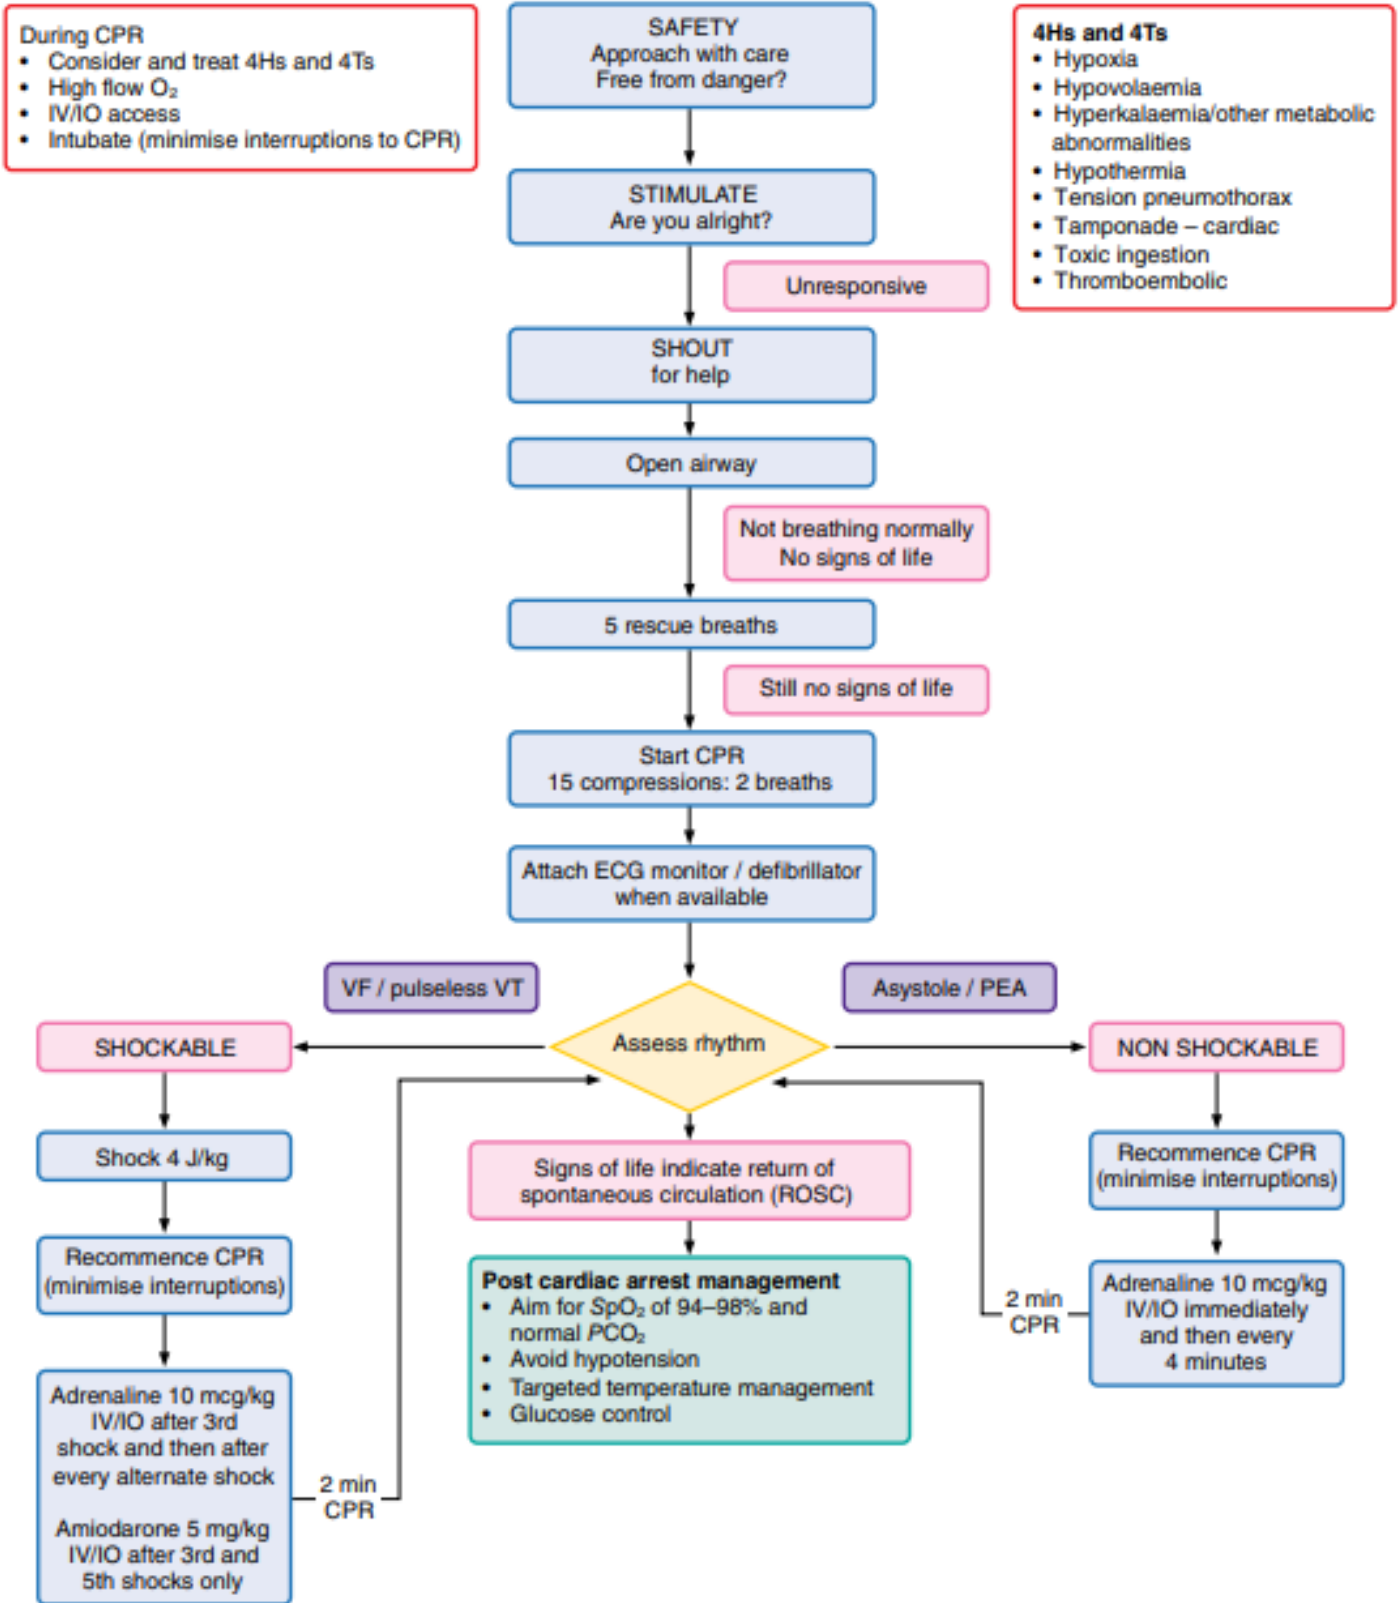 During CPR
• Consider and treat 4Hs and 4Ts
• High flow O₂
• IV/IO access
• Intubate (minimise interruptions to CPR)
SAFETY
Approach with care
Free from danger?
4Hs and 4Ts
• Hypoxia
• Hypovolaemia
• Hyperkalaemia/other metabolic
abnormalities
• Hypothermia
• Tension pneumothorax
• Tamponade – cardiac
• Toxic ingestion
• Thromboembolic
STIMULATE
Are you alright?
Unresponsive
SHOUT
for help
Open airway
Not breathing normally
No signs of life
5 rescue breaths
Still no signs of life
Start CPR
15 compressions: 2 breaths
Attach ECG monitor / defibrillator
when available
VF / pulseless VT
Asystole / PEA
Assess rhythm
SHOCKABLE
NON SHOCKABLE
Shock 4 J/kg
Recommence CPR
(minimise interruptions)
Adrenaline 10 mcg/kg
IV/IO after 3rd
shock and then after
every alternate shock
Amiodarone 5 mg/kg
IV/IO after 3rd and
5th shocks only
2 min
CPR
Signs of life indicate return of
spontaneous circulation (ROSC)
Post cardiac arrest management
• Aim for SpO₂ of 94–98% and
normal PCO₂
• Avoid hypotension
• Targeted temperature management
• Glucose control
Recommence CPR
(minimise interruptions)
Adrenaline 10 mcg/kg
IV/IO immediately
and then every
4 minutes
2 min
CPR